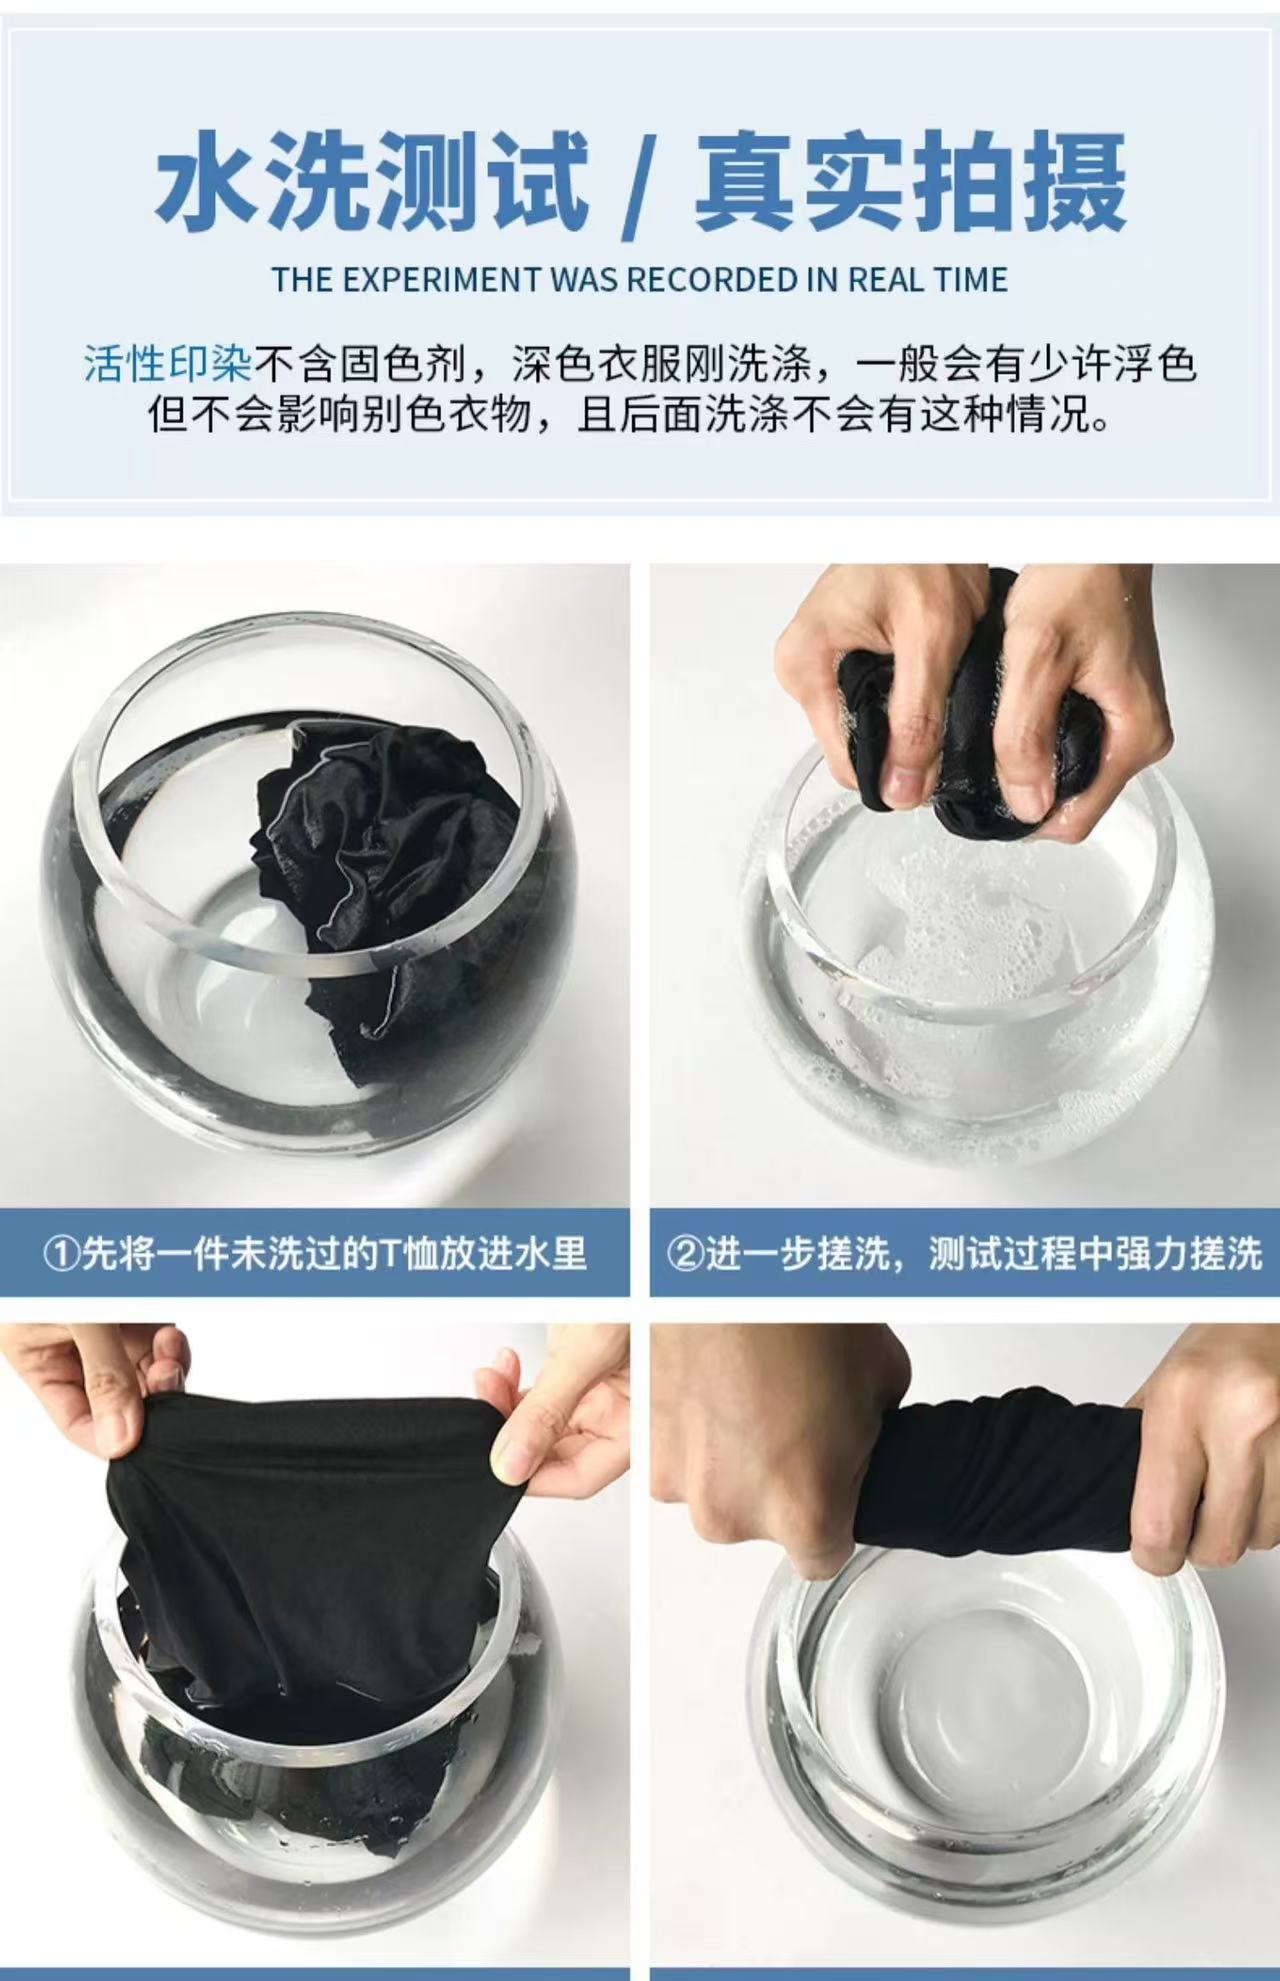 水洗测试 / 真实拍摄
THE EXPERIMENT WAS RECORDED IN REAL TIME
活性印染不含固色剂，深色衣服刚洗涤，一般会有少许浮色
但不会影响别色衣物，且后面洗涤不会有这种情况。
①先将一件未洗过的T恤放进水里
②进一步搓洗，测试过程中强力搓洗